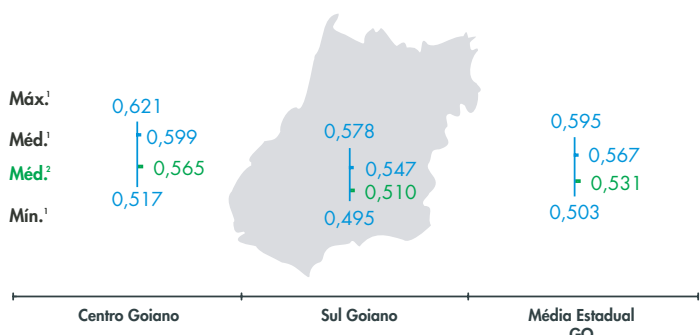 Máx.¹
Méd.¹
Méd.²
Mín.¹
0,621
0,599
0,565
0,517
0,578
0,547
0,510
0,495
0,595
0,567
0,531
0,503
Centro Goiano
Sul Goiano
Média Estadual
GO